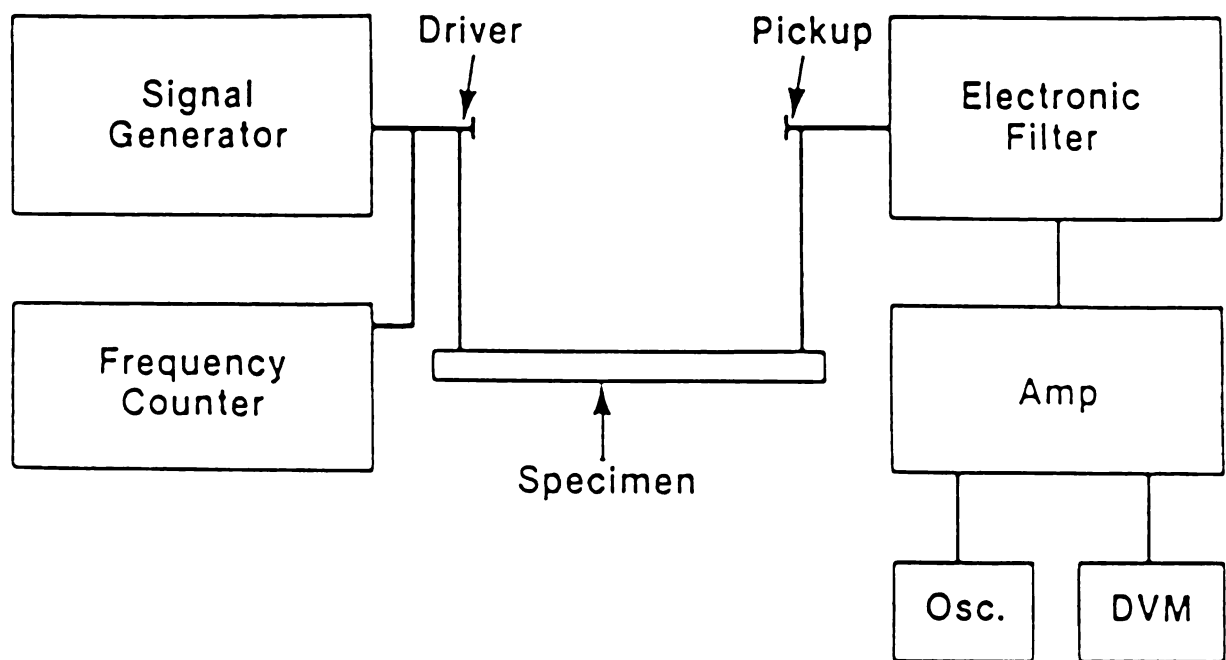 Driver
Pickup
Signal
Generator
Electronic
Filter
Frequency
Counter
Amp
Specimen
Osc.
DVM